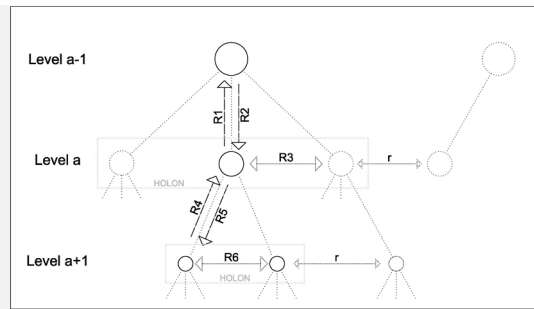 Level a-1
R1
R2
Level a
R3
r
HOLON
R4
R5
Level a+1
R6
r
HOLON